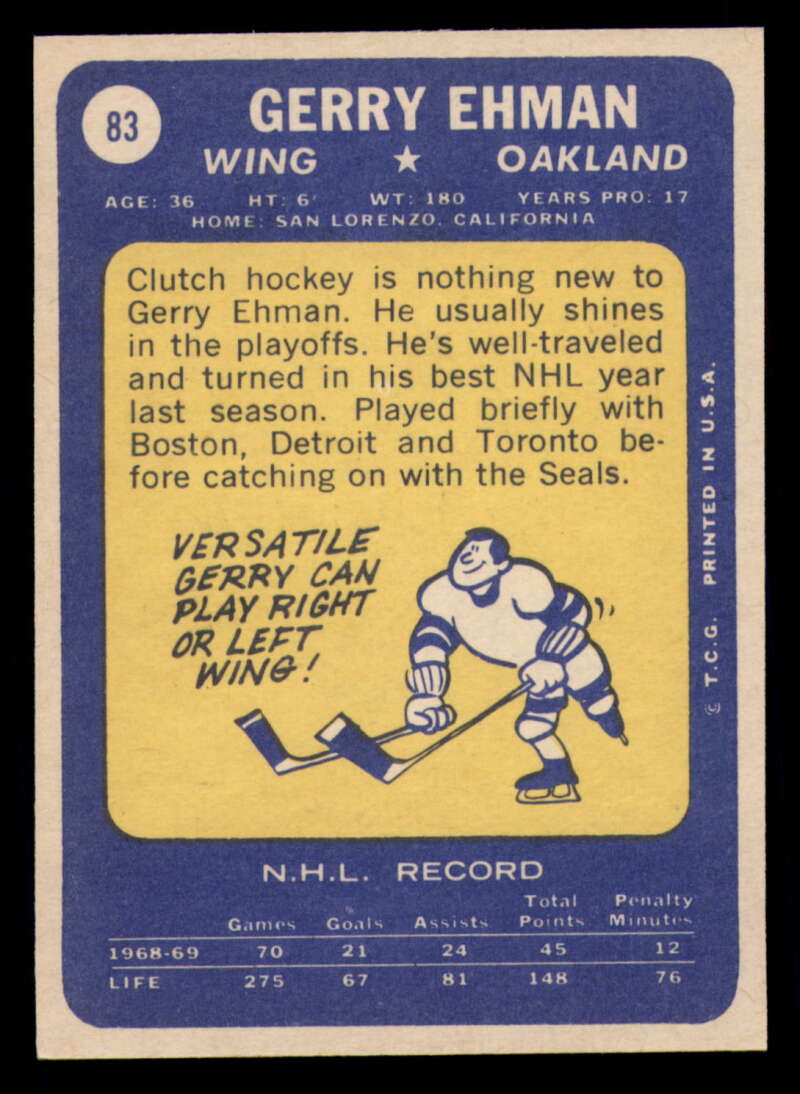 83
GERRY EHMAN
WING ★ OAKLAND
AGE: 36 HT: 6' WT: 180 YEARS PRO: 17
HOME: SAN LORENZO, CALIFORNIA
Clutch hockey is nothing new to
Gerry Ehman. He usually shines
in the playoffs. He's well-traveled
and turned in his best NHL year
last season. Played briefly with
Boston, Detroit and Toronto be-
fore catching on with the Seals.
VERSATILE
GERRY CAN
PLAY RIGHT
OR LEFT
WING!
© T.C.G. PRINTED IN U.S.A.
N.H.L. RECORD
Games Goals Assists Total Points Penalty Minutes
1968-69 70 21 24 45 12
LIFE 275 67 81 148 76